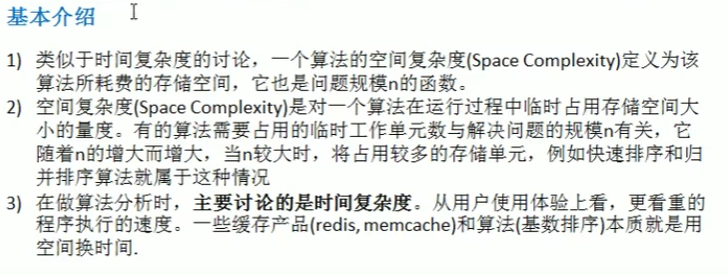 基本介绍
1) 类似于时间复杂度的讨论，一个算法的空间复杂度(Space Complexity)定义为该
算法所耗费的存储空间，它也是问题规模n的函数。
2) 空间复杂度(Space Complexity)是对一个算法在运行过程中临时占用存储空间大
小的量度。有的算法需要占用的临时工作单元数与解决问题的规模n有关，它
随着n的增大而增大，当n较大时，将占用较多的存储单元，例如快速排序和归
并排序算法就属于这种情况
3) 在做算法分析时，主要讨论的是时间复杂度。从用户使用体验上看，更看重的
程序执行的速度。一些缓存产品(redis, memcache)和算法(基数排序)本质就是用
空间换时间.